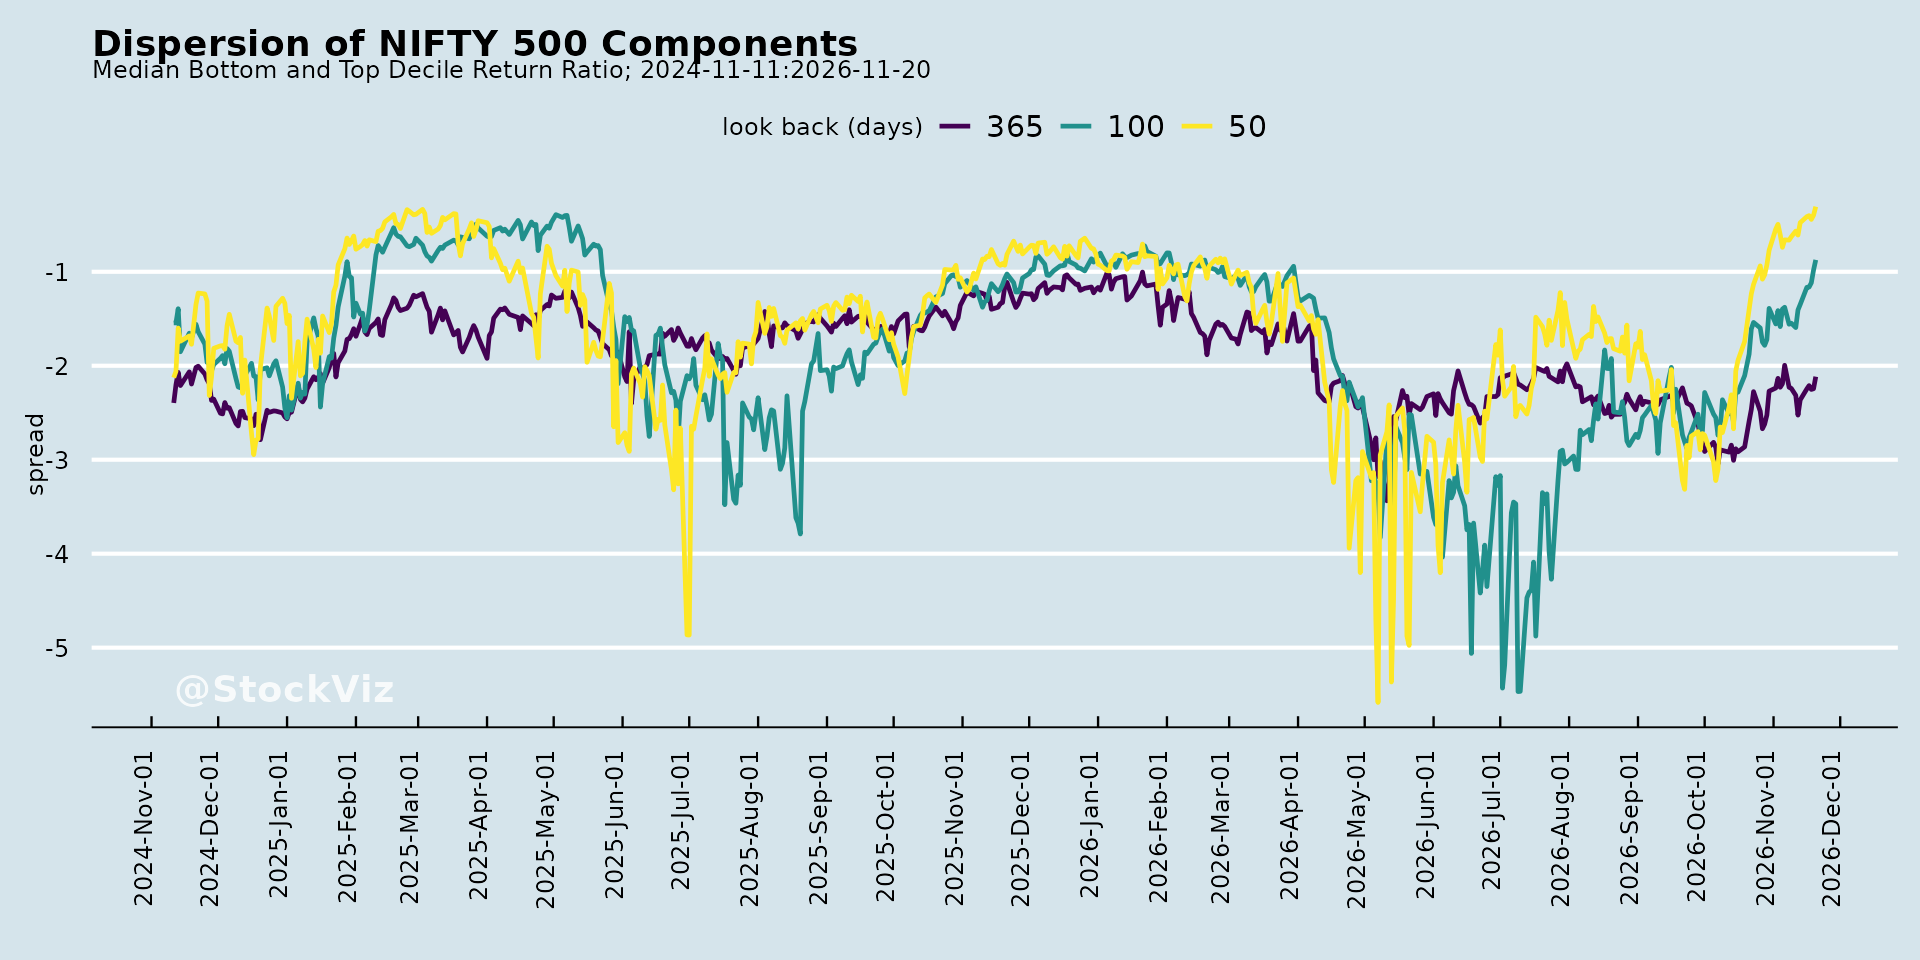 Dispersion of NIFTY 500 Components
Median Bottom and Top Decile Return Ratio; 2024-11-11:2026-11-20
look back (days) 365 100 50
-1
-2
-3
-4
-5
spread
@StockViz
2024-Nov-01
2024-Dec-01
2025-Jan-01
2025-Feb-01
2025-Mar-01
2025-Apr-01
2025-May-01
2025-Jun-01
2025-Jul-01
2025-Aug-01
2025-Sep-01
2025-Oct-01
2025-Nov-01
2025-Dec-01
2026-Jan-01
2026-Feb-01
2026-Mar-01
2026-Apr-01
2026-May-01
2026-Jun-01
2026-Jul-01
2026-Aug-01
2026-Sep-01
2026-Oct-01
2026-Nov-01
2026-Dec-01